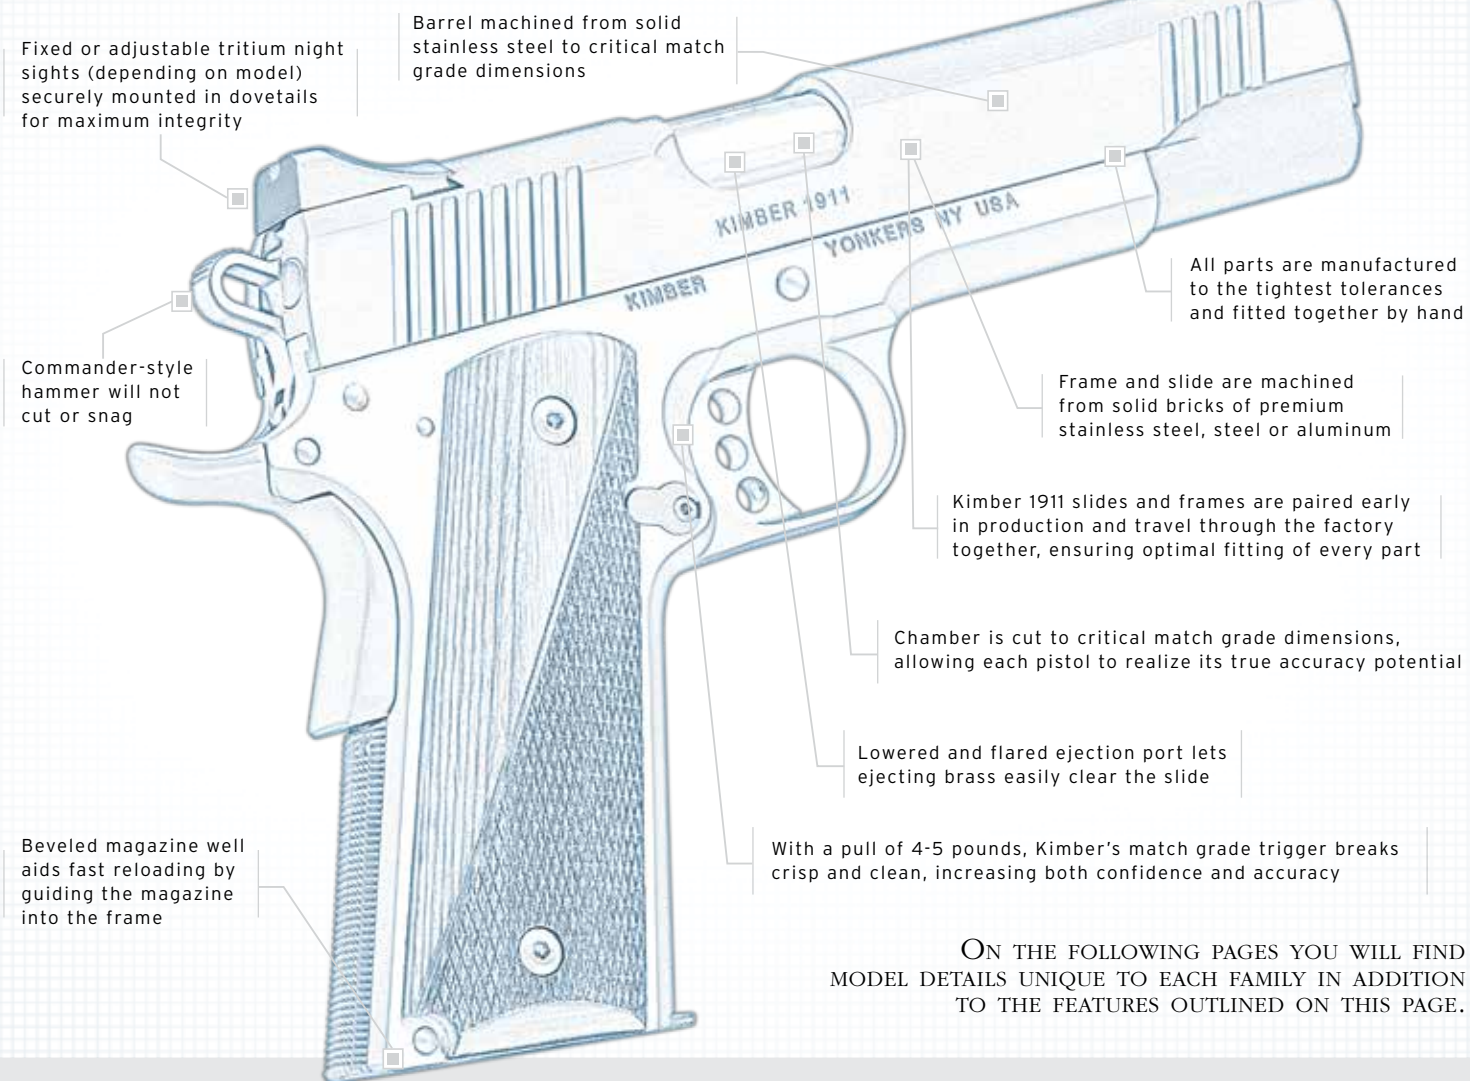 Barrel machined from solid
stainless steel to critical match
grade dimensions
Fixed or adjustable tritium night
sights (depending on model)
securely mounted in dovetails
for maximum integrity
KIMBER 1911
YONKERS NY USA
KIMBER
All parts are manufactured
to the tightest tolerances
and fitted together by hand
Commander-style
hammer will not
cut or snag
Frame and slide are machined
from solid bricks of premium
stainless steel, steel or aluminum
Kimber 1911 slides and frames are paired early
in production and travel through the factory
together, ensuring optimal fitting of every part
Chamber is cut to critical match grade dimensions,
allowing each pistol to realize its true accuracy potential
Lowered and flared ejection port lets
ejecting brass easily clear the slide
Beveled magazine well
aids fast reloading by
guiding the magazine
into the frame
With a pull of 4-5 pounds, Kimber's match grade trigger breaks
crisp and clean, increasing both confidence and accuracy
On the following pages you will find
model details unique to each family in addition
to the features outlined on this page.